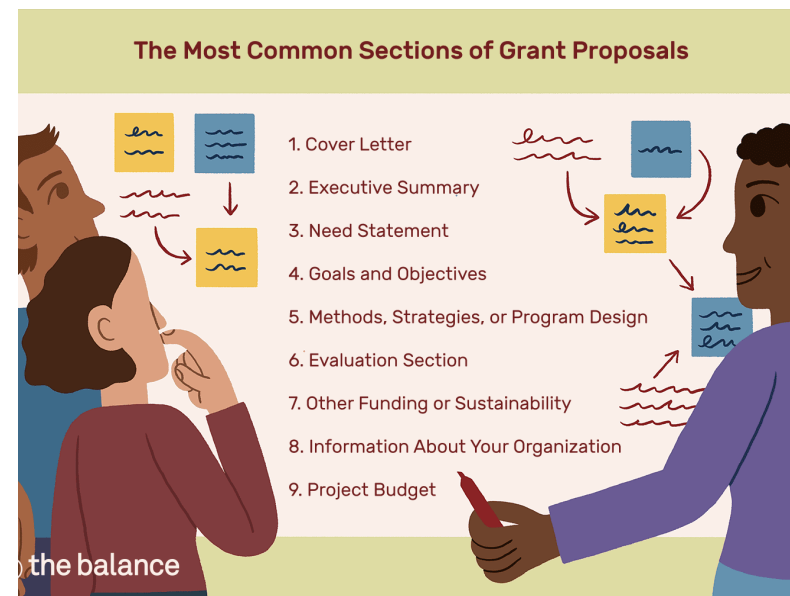 The Most Common Sections of Grant Proposals
1. Cover Letter
2. Executive Summary
3. Need Statement
4. Goals and Objectives
5. Methods, Strategies, or Program Design
6. Evaluation Section
7. Other Funding or Sustainability
8. Information About Your Organization
9. Project Budget
the balance